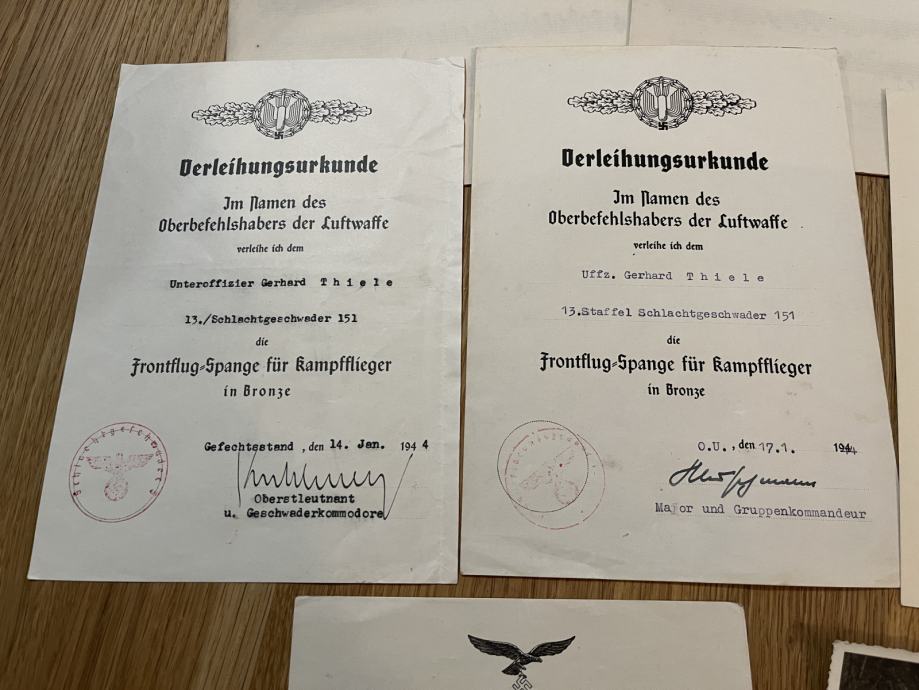 Verleihungsurkunde
Im Namen des
Oberbefehlshabers der Luftwaffe
verleihe ich dem
Unteroffizier Gerhard T h i e l e
13./Schlachtgeschwader 151
die
Frontflug-Spange für Kampfflieger
in Bronze
Gefechtsstand, den 14. Jan. 194 4
Oberstleutnant
u. Geschwaderkommodore
Verleihungsurkunde
Im Namen des
Oberbefehlshabers der Luftwaffe
verleihe ich dem
Uffz. Gerhard T h i e l e
13.Staffel Schlachtgeschwader 151
die
Frontflug-Spange für Kampfflieger
in Bronze
O.U., den 17.1. 1944
Major und Gruppenkommandeur